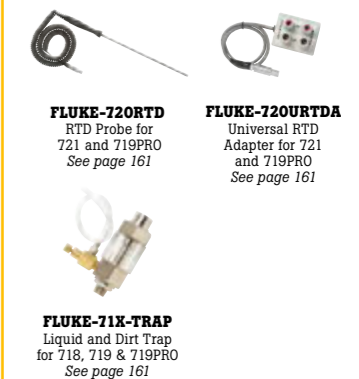 FLUKE-720RTD
RTD Probe for
721 and 719PRO
See page 161
FLUKE-720URTDA
Universal RTD
Adapter for 721
and 719PRO
See page 161
FLUKE-71X-TRAP
Liquid and Dirt Trap
for 718, 719 & 719PRO
See page 161